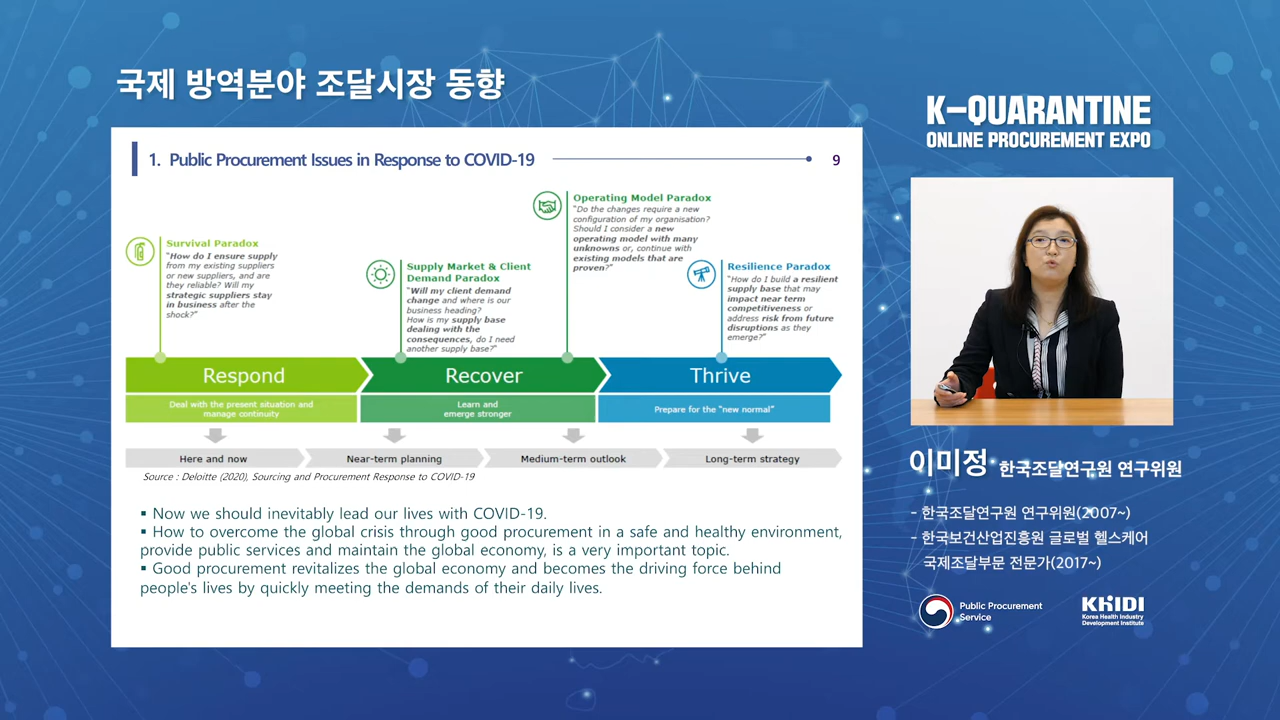 국제 방역분야 조달시장 동향
1. Public Procurement Issues in Response to COVID-19
9
Survival Paradox
"How do I ensure supply
from my existing suppliers
or new suppliers, and are
they reliable? Will my
strategic suppliers stay
in business after the
shock?"
Supply Market & Client
Demand Paradox
"Will my client demand
change and where is our
business heading?
How is my supply base
dealing with the
consequences, do I need
another supply base?"
Operating Model Paradox
"Do the changes require a new
configuration of my organisation?
Should I consider a new
operating model with many
unknowns or, continue with
existing models that are
proven?"
Resilience Paradox
"How do I build a resilient
supply base that may
impact near term
competitiveness or
address risk from future
disruptions as they
emerge?"
Respond
Recover
Thrive
Deal with the present situation and
manage continuity
Learn and
emerge stronger
Prepare for the "new normal"
Here and now
Near-term planning
Medium-term outlook
Long-term strategy
Source : Deloitte (2020), Sourcing and Procurement Response to COVID-19
▪ Now we should inevitably lead our lives with COVID-19.
▪ How to overcome the global crisis through good procurement in a safe and healthy environment,
provide public services and maintain the global economy, is a very important topic.
▪ Good procurement revitalizes the global economy and becomes the driving force behind
people's lives by quickly meeting the demands of their daily lives.
K-QUARANTINE
ONLINE PROCUREMENT EXPO
이미정 한국조달연구원 연구위원
- 한국조달연구원 연구위원(2007~)
- 한국보건산업진흥원 글로벌 헬스케어
국제조달부문 전문가(2017~)
Public Procurement
Service
KHIDI
Korea Health Industry
Development Institute